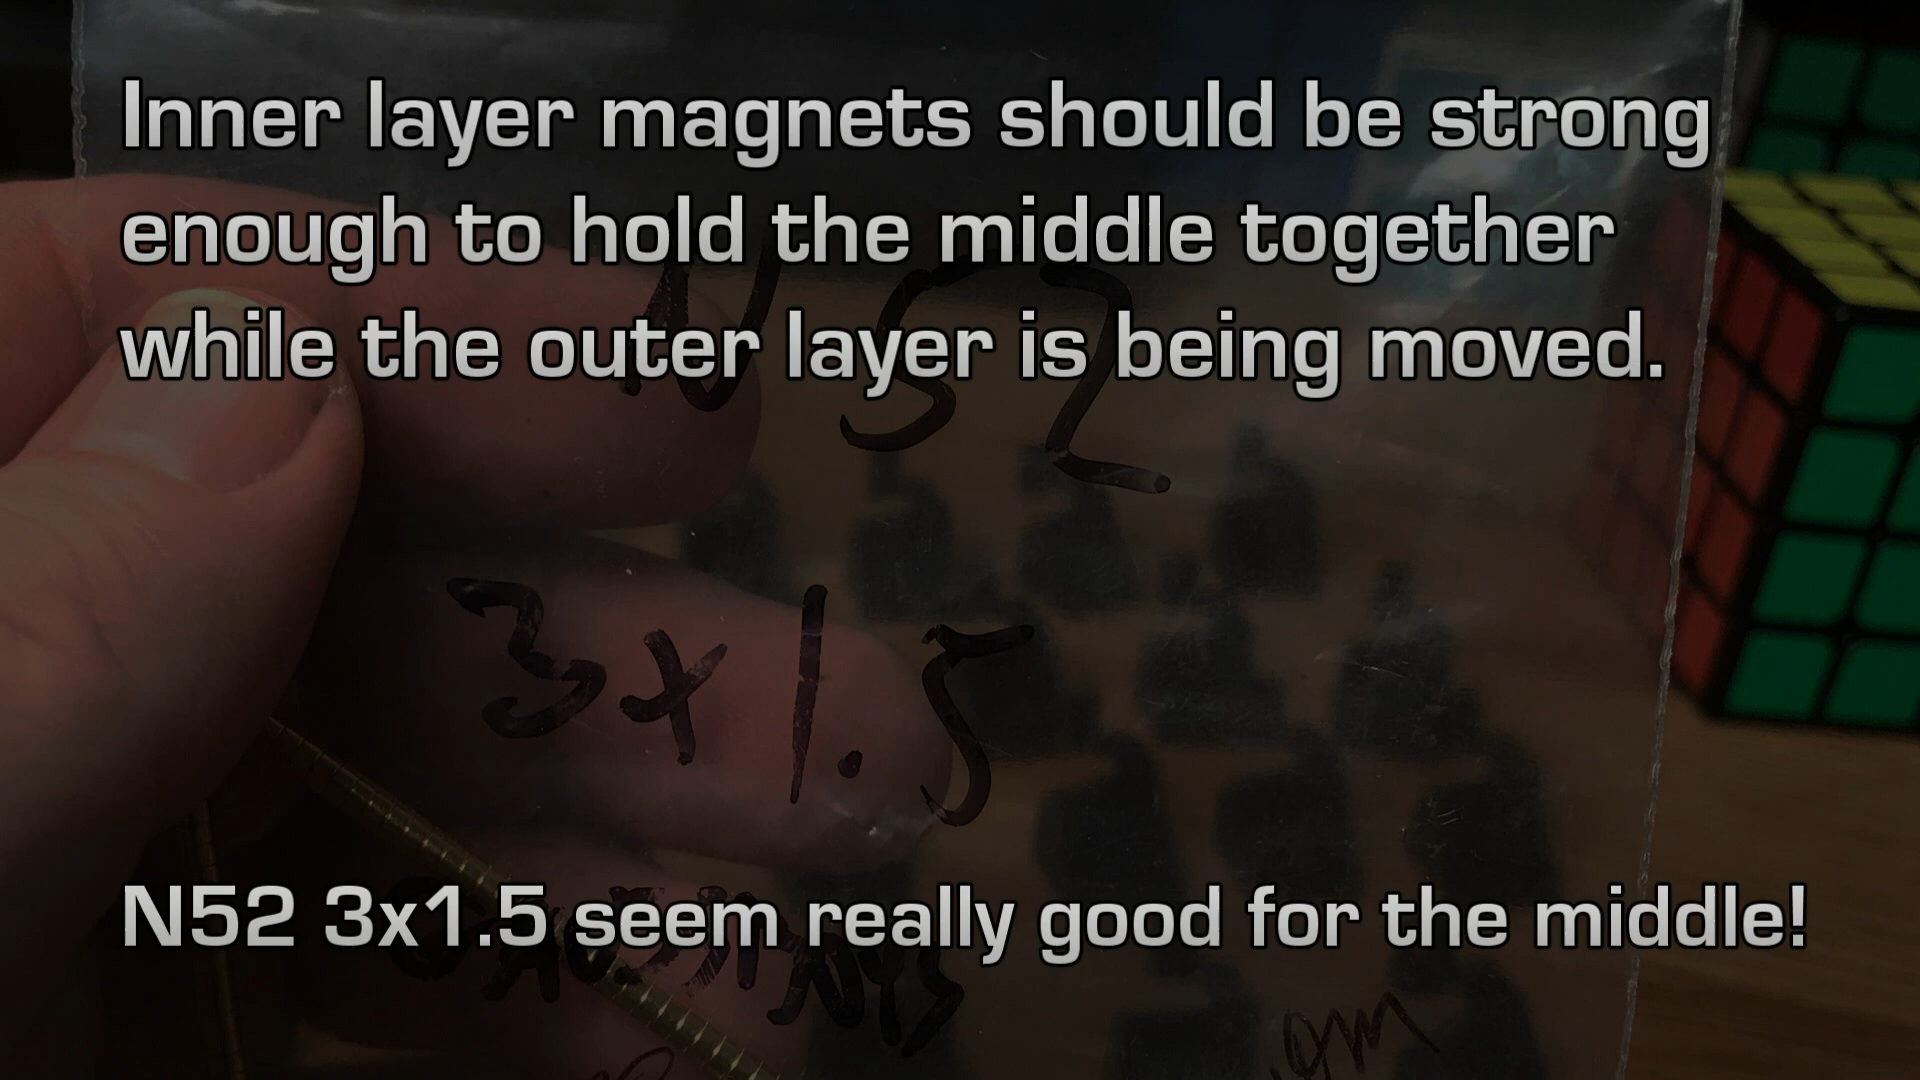 Inner layer magnets should be strong
enough to hold the middle together
while the outer layer is being moved.
N52
3x1.5
N52 3x1.5 seem really good for the middle!